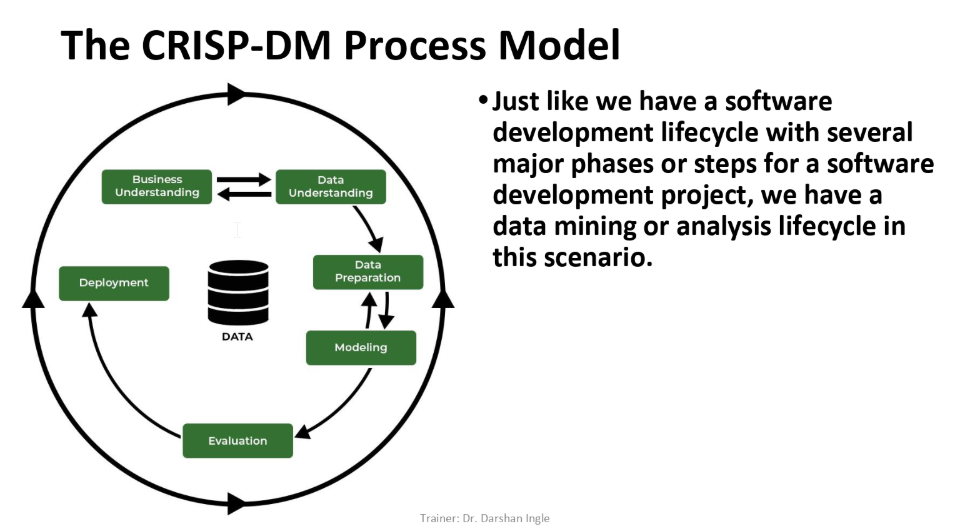 The CRISP-DM Process Model
Business
Understanding
Data
Understanding
Data
Preparation
Deployment
DATA
Modeling
Evaluation
•Just like we have a software
development lifecycle with several
major phases or steps for a software
development project, we have a
data mining or analysis lifecycle in
this scenario.
Trainer: Dr. Darshan Ingle